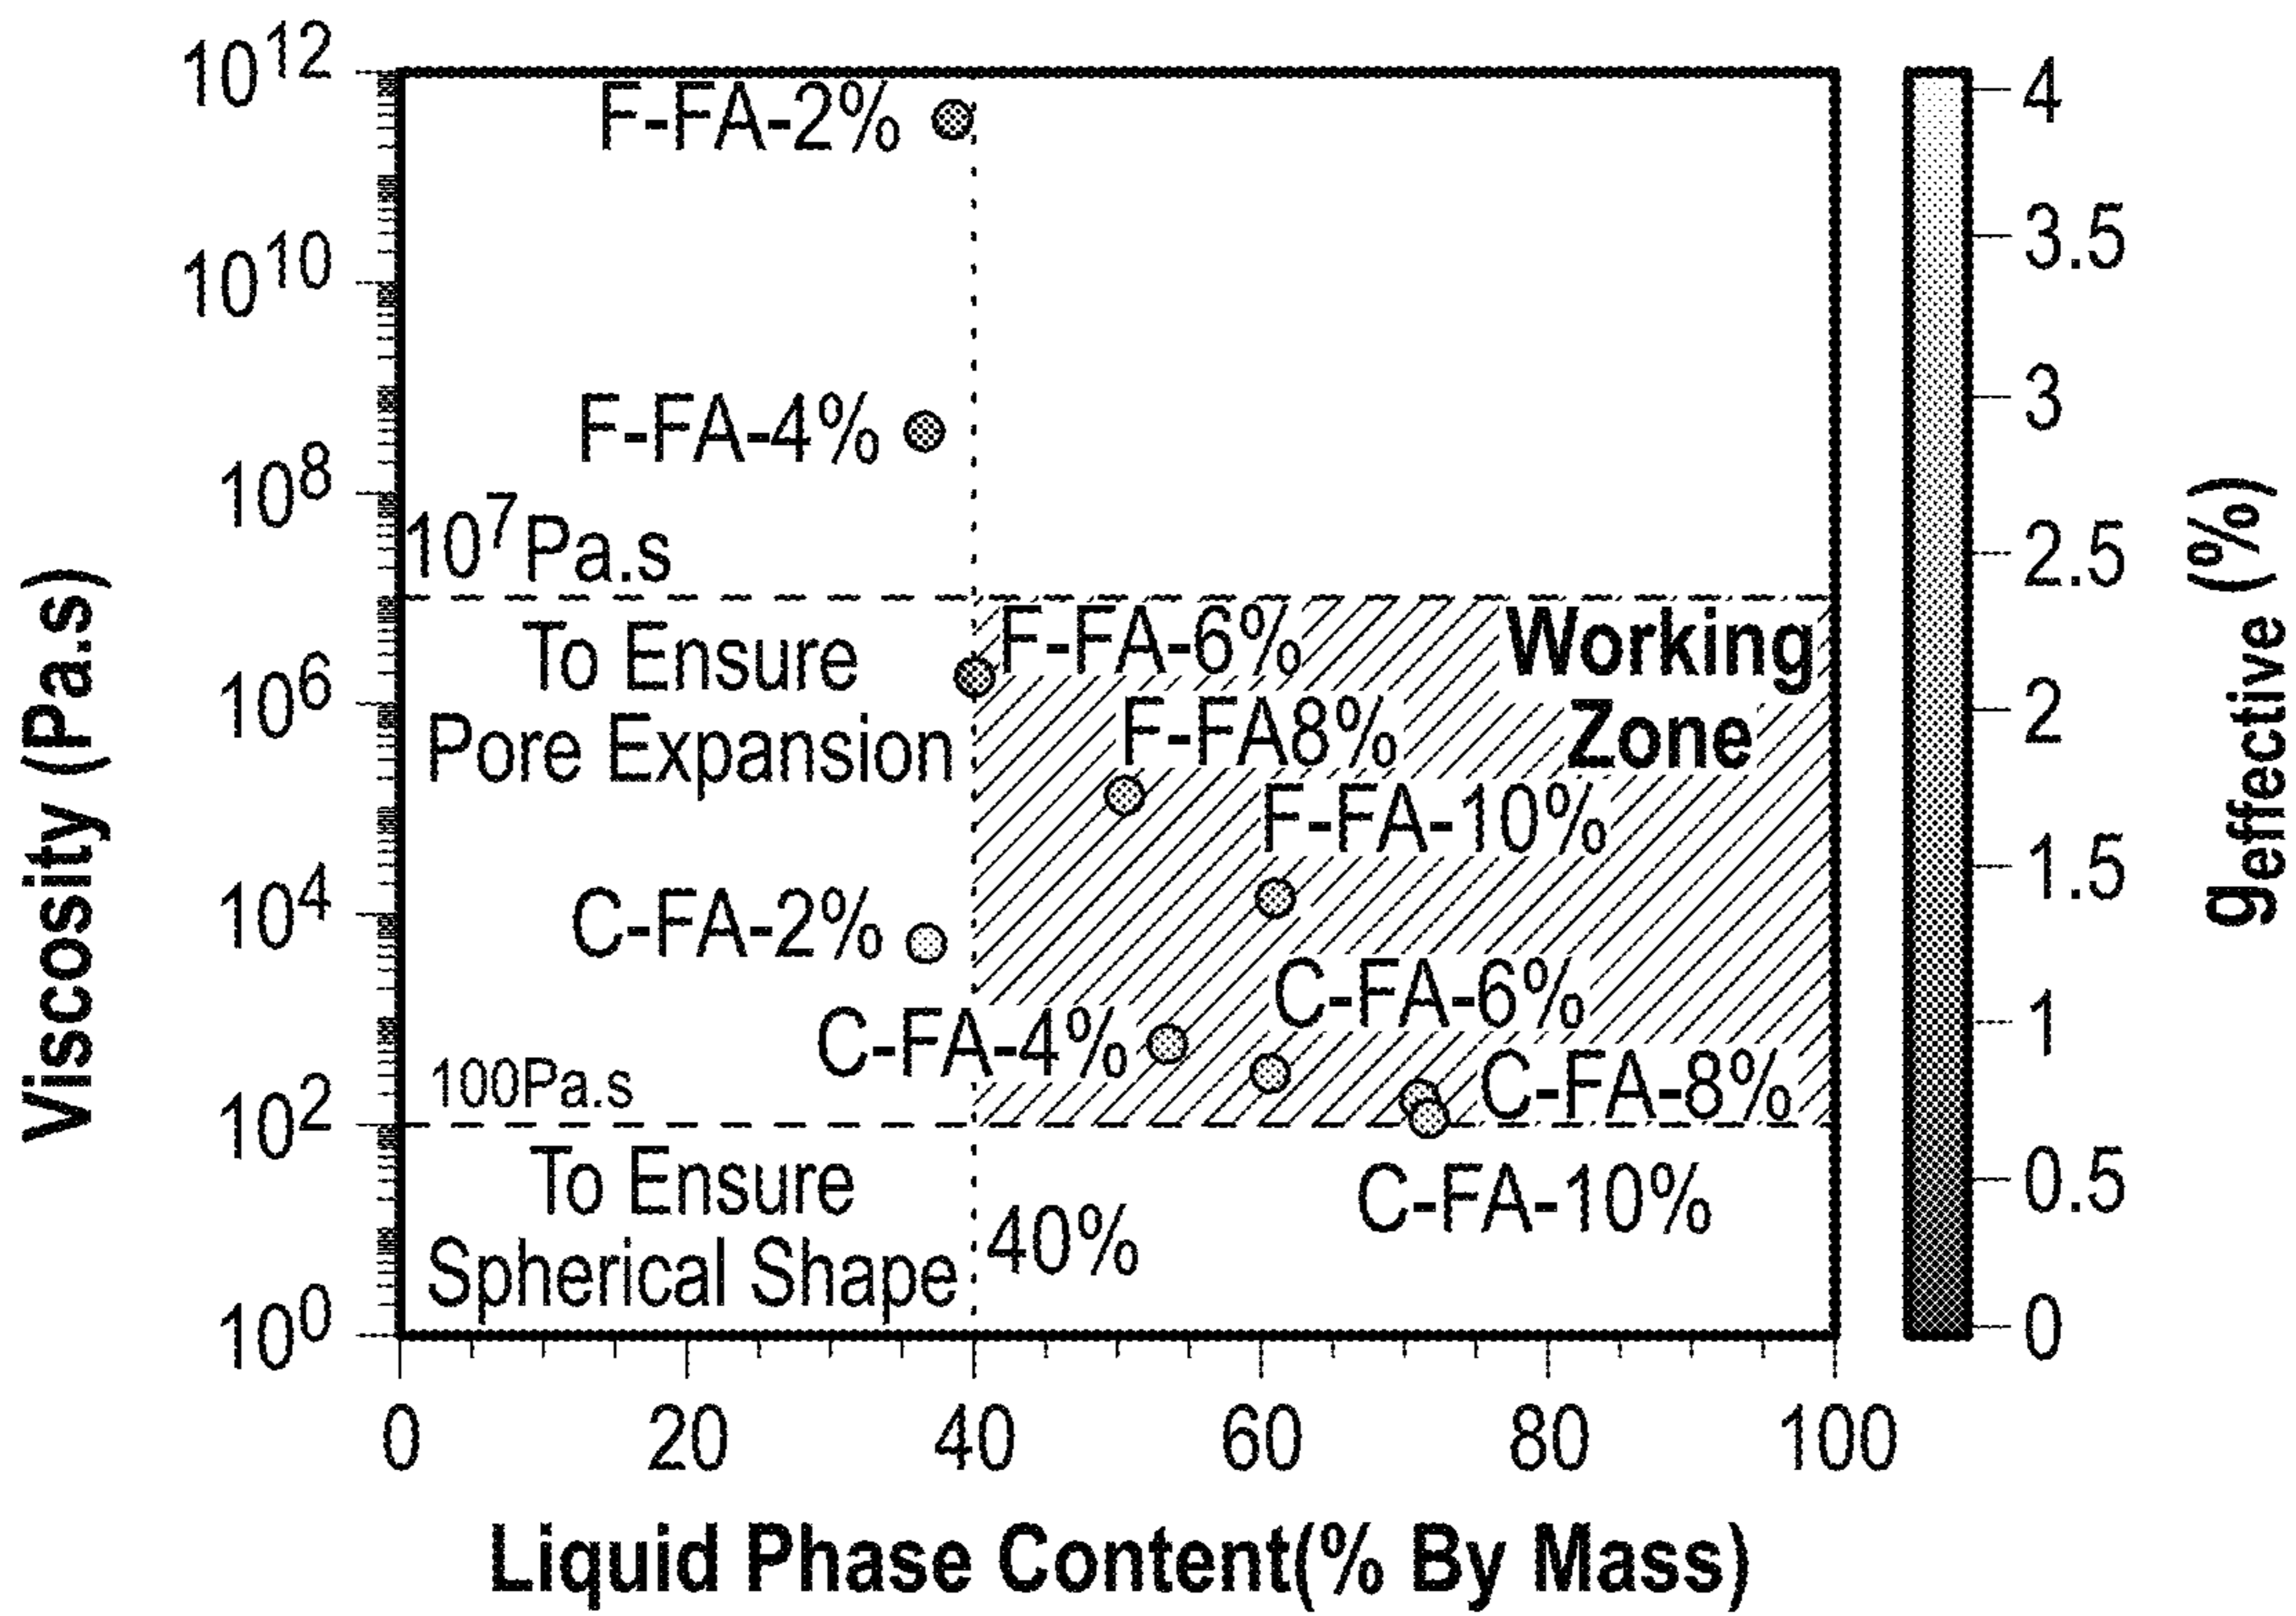 10^12
10^10
10^8
10^6
10^4
10^2
10^0
Viscosity (Pa.s)
F-FA-2%
F-FA-4%
10^7 Pa.s
To Ensure
Pore Expansion
F-FA-6%
Working
Zone
F-FA8%
F-FA-10%
C-FA-2%
C-FA-6%
C-FA-4%
C-FA-8%
100Pa.s
To Ensure
Spherical Shape
40%
C-FA-10%
0 20 40 60 80 100
Liquid Phase Content(% By Mass)
4
3.5
3
2.5
2
1.5
1
0.5
0
geffective (%)